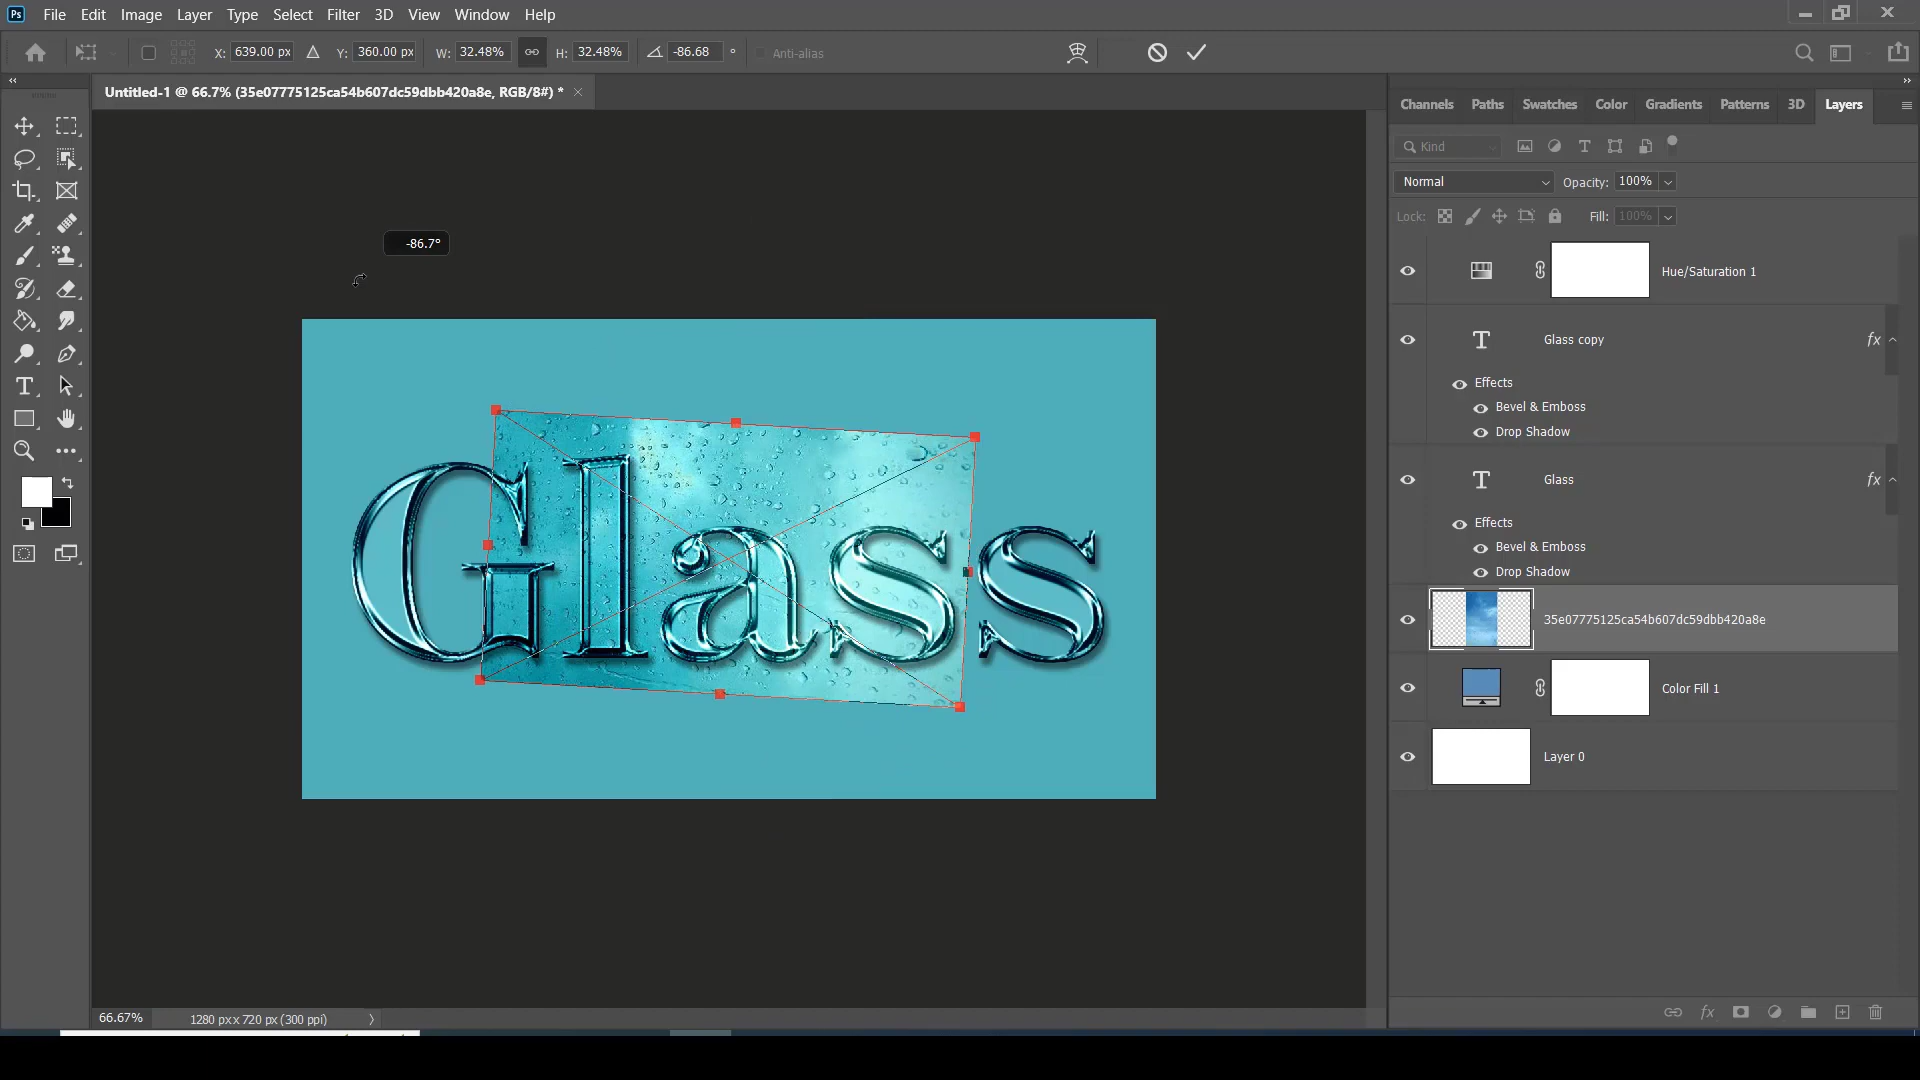 Ps File Edit Image Layer Type Select Filter 3D View Window Help
X: 639.00 px Y: 360.00 px W: 32.48% H: 32.48% -86.68 ° Anti-alias
Untitled-1 @ 66.7% (35e07775125ca54b607dc59dbb420a8e, RGB/8#) *
Channels Paths Swatches Color Gradients Patterns 3D Layers
Kind
Normal Opacity: 100%
Lock: Fill: 100%
-86.7°
Glass
Hue/Saturation 1
T Glass copy fx
Effects
Bevel & Emboss
Drop Shadow
T Glass fx
Effects
Bevel & Emboss
Drop Shadow
35e07775125ca54b607dc59dbb420a8e
Color Fill 1
Layer 0
66.67% 1280 px x 720 px (300 ppi)
fx